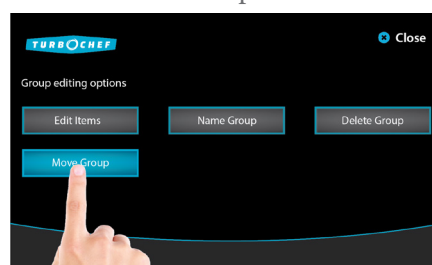 TURBOCHEF
Close
Group editing options
Edit Items
Name Group
Delete Group
Move Group